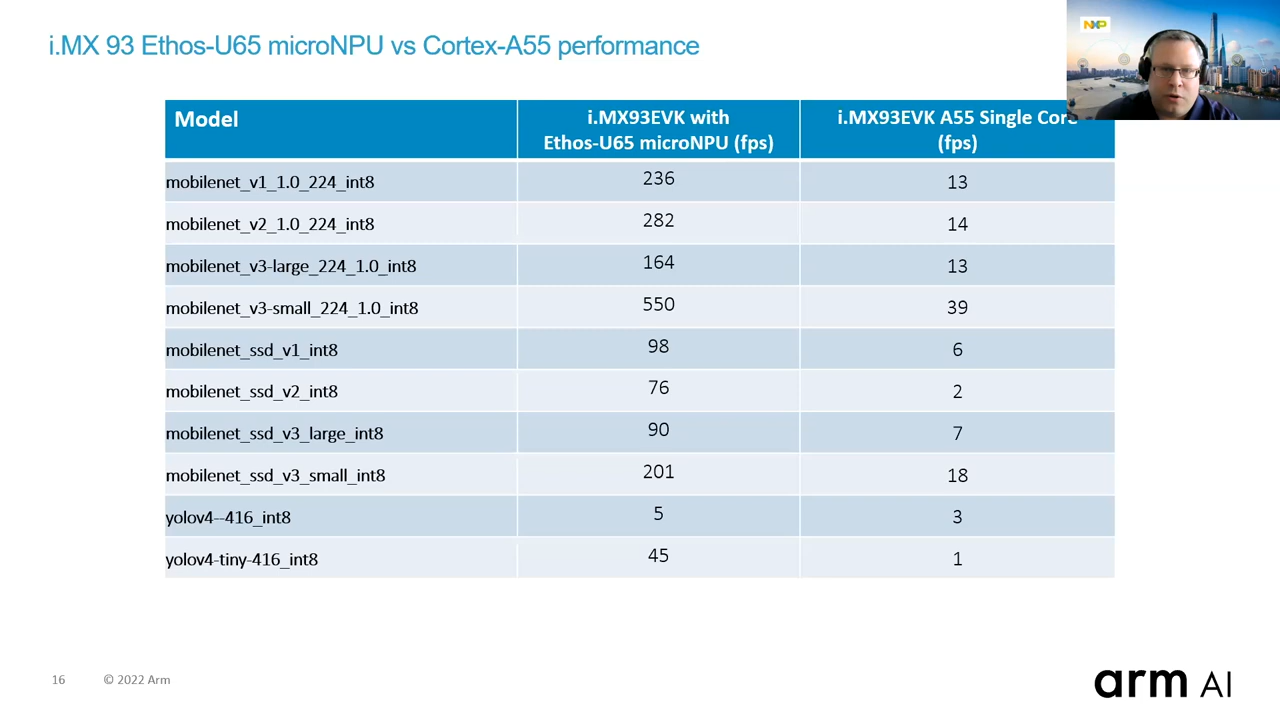 i.MX 93 Ethos-U65 microNPU vs Cortex-A55 performance
NXP
Model
i.MX93EVK with
Ethos-U65 microNPU (fps)
i.MX93EVK A55 Single Core
(fps)
mobilenet_v1_1.0_224_int8 236 13
mobilenet_v2_1.0_224_int8 282 14
mobilenet_v3-large_224_1.0_int8 164 13
mobilenet_v3-small_224_1.0_int8 550 39
mobilenet_ssd_v1_int8 98 6
mobilenet_ssd_v2_int8 76 2
mobilenet_ssd_v3_large_int8 90 7
mobilenet_ssd_v3_small_int8 201 18
yolov4--416_int8 5 3
yolov4-tiny-416_int8 45 1
16 © 2022 Arm
arm AI